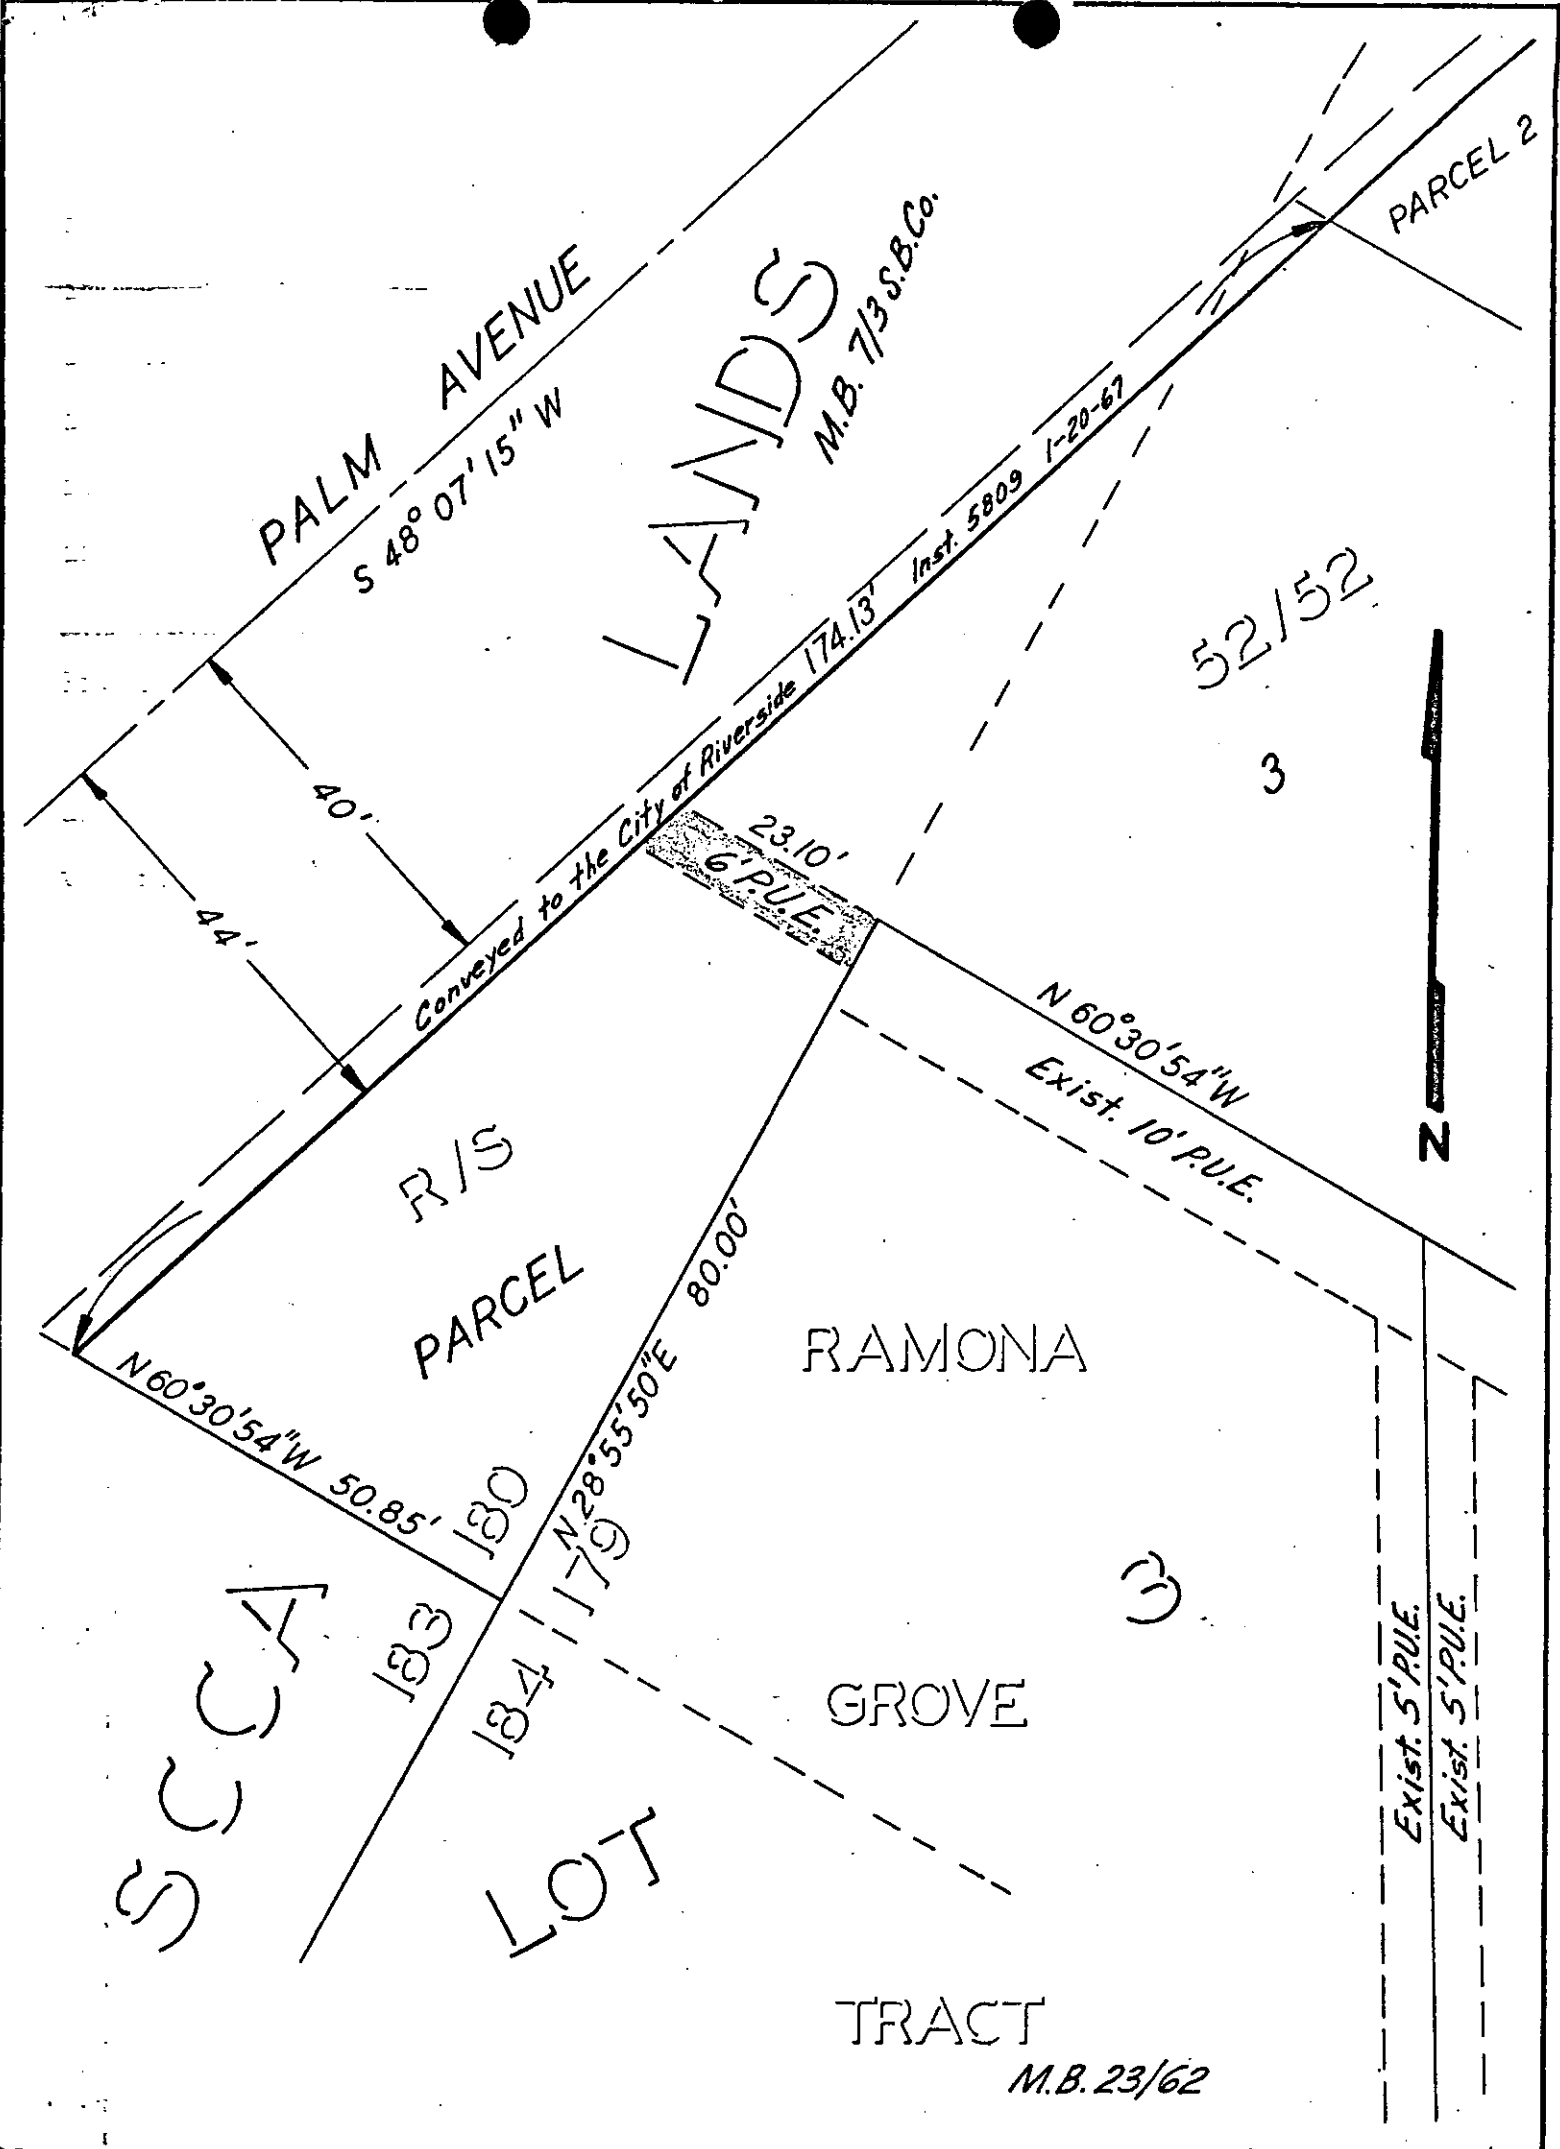 PALM AVENUE
S 48° 07' 15" W
LANDS
M.B. 7/3 S.B.Co.
PARCEL 2
Conveyed to the City of Riverside 174.13' Inst. 5809 1-20-67
40'
44'
23.10'
6' P.U.E.
R/S 52/52
PARCEL 3
N 60°30'54"W
Exist. 10' P.U.E.
N
N 28°55'50"E 80.00'
N 60°30'54"W 50.85'
180
179
183
184
SCCA
LOT 3
RAMONA
GROVE
TRACT
M.B. 23/62
Exist. 5' P.U.E.
Exist. 5' P.U.E.